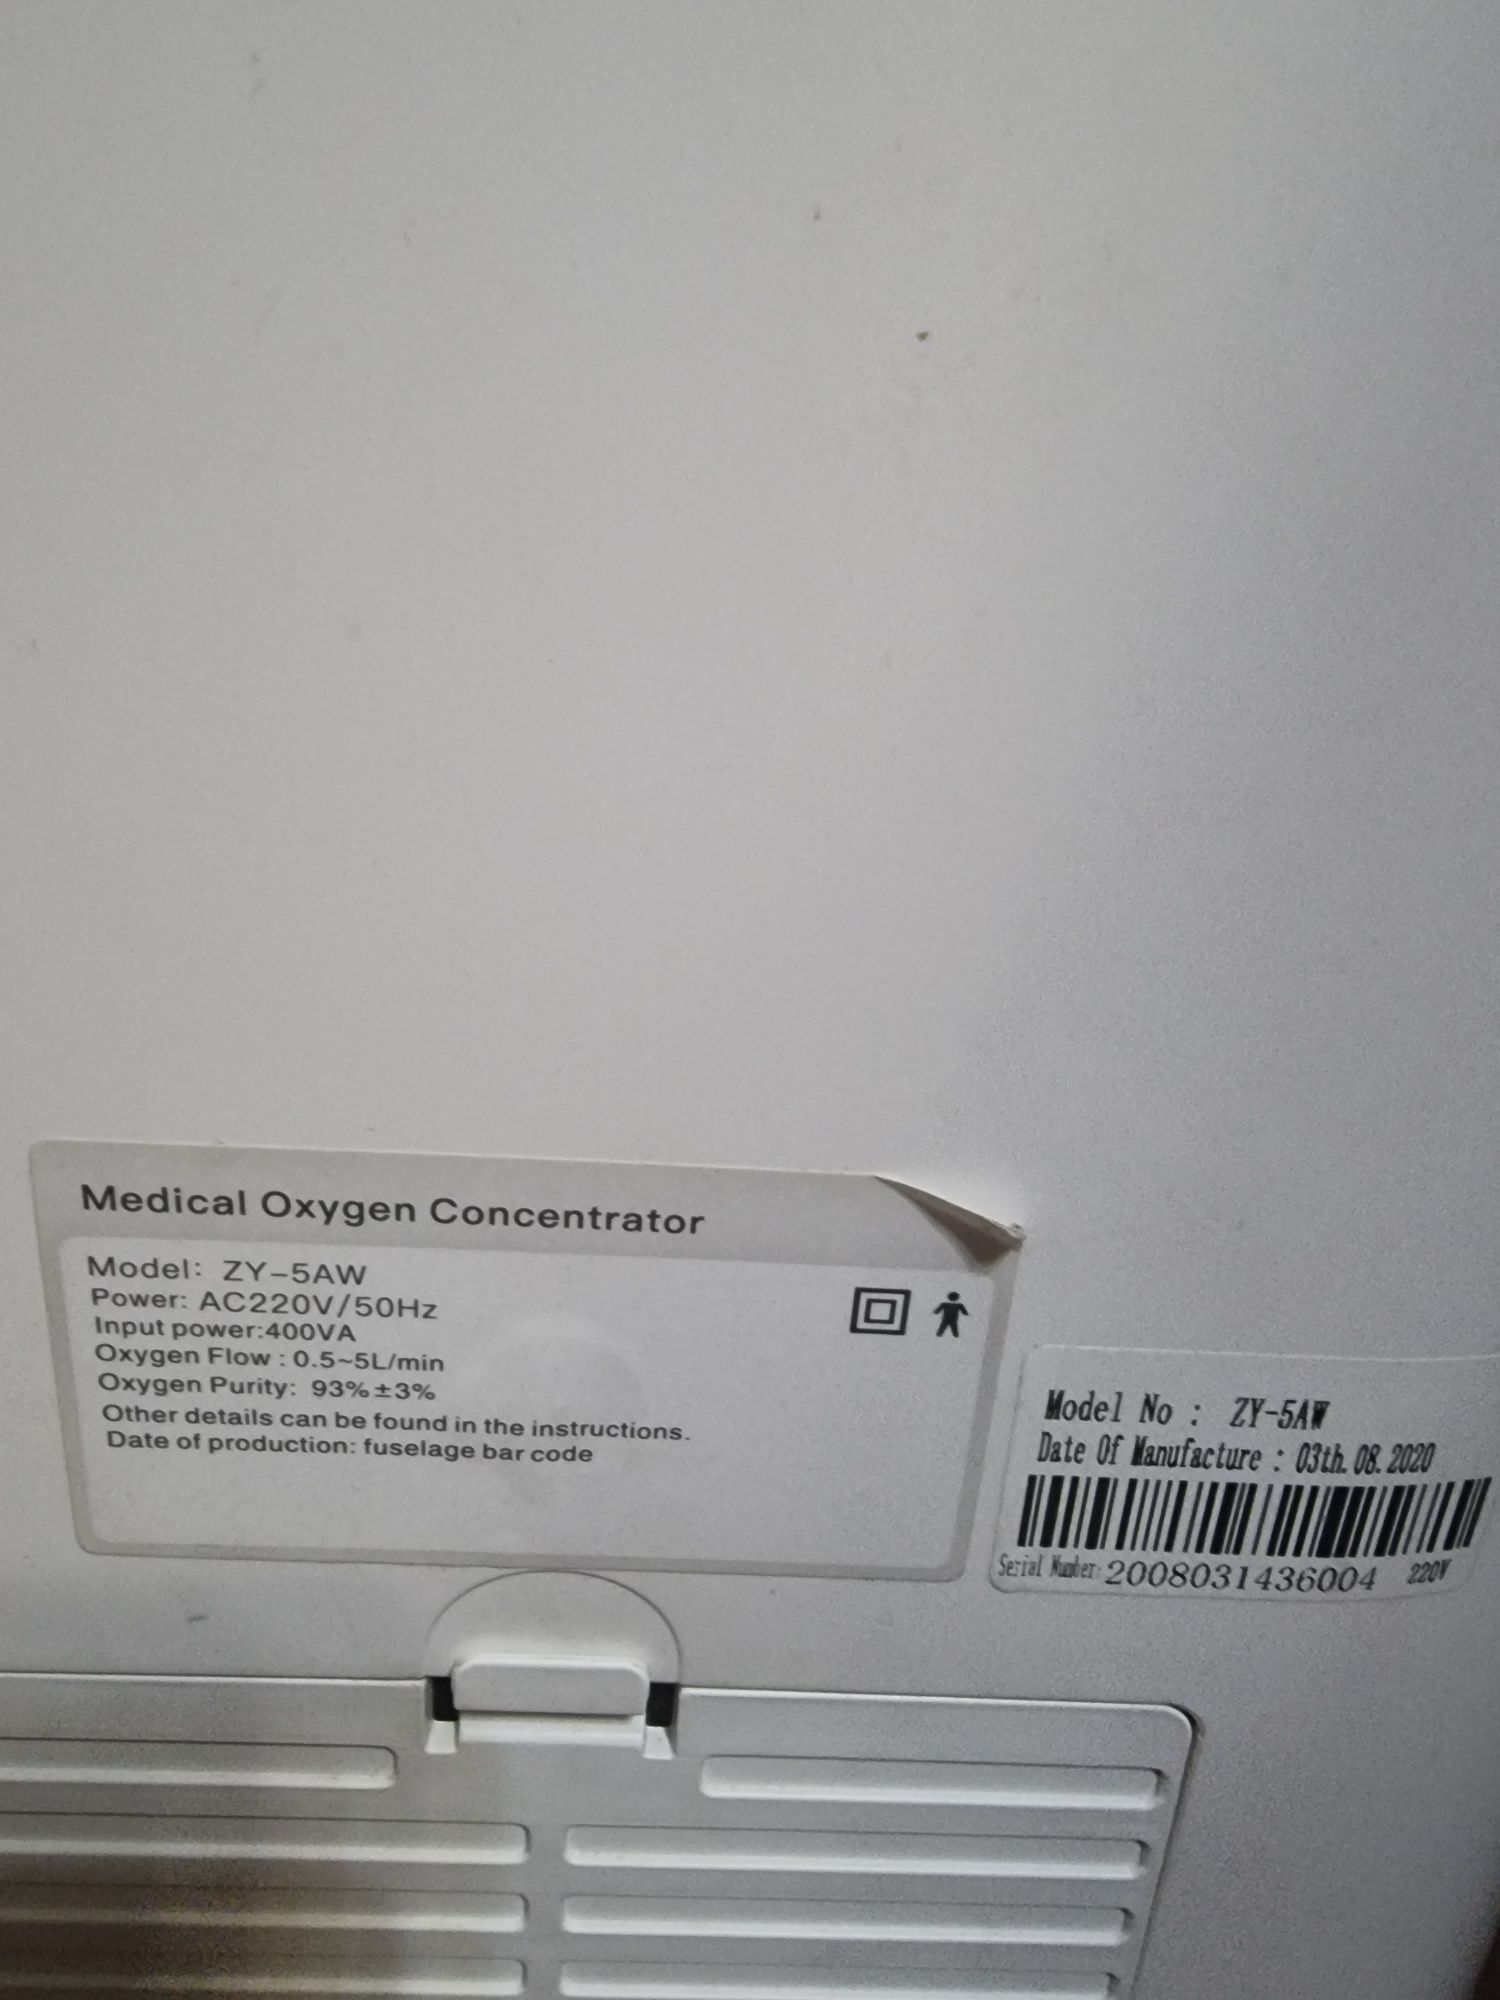 Medical Oxygen Concentrator
Model: ZY-5AW
Power: AC220V/50Hz
Input power:400VA
Oxygen Flow : 0.5~5L/min
Oxygen Purity: 93%±3%
Other details can be found in the instructions.
Date of production: fuselage bar code
Model No : ZY-5AW
Date Of Manufacture : 03th.08.2020
Serial Number: 2008031436004 220V